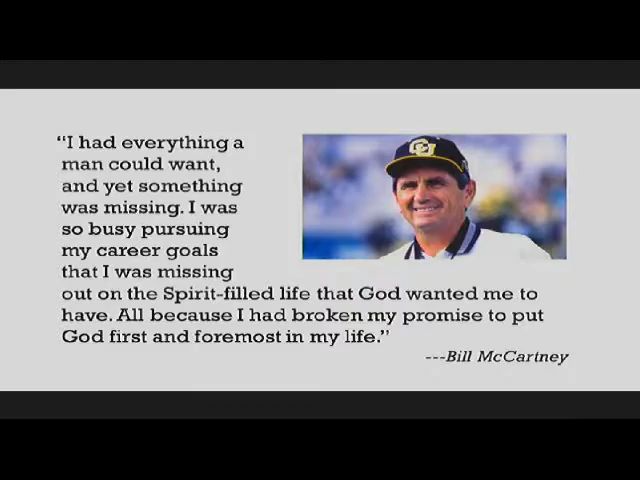 “I had everything a
man could want,
and yet something
was missing. I was
so busy pursuing
my career goals
that I was missing
out on the Spirit-filled life that God wanted me to
have. All because I had broken my promise to put
God first and foremost in my life.”
---Bill McCartney
CU